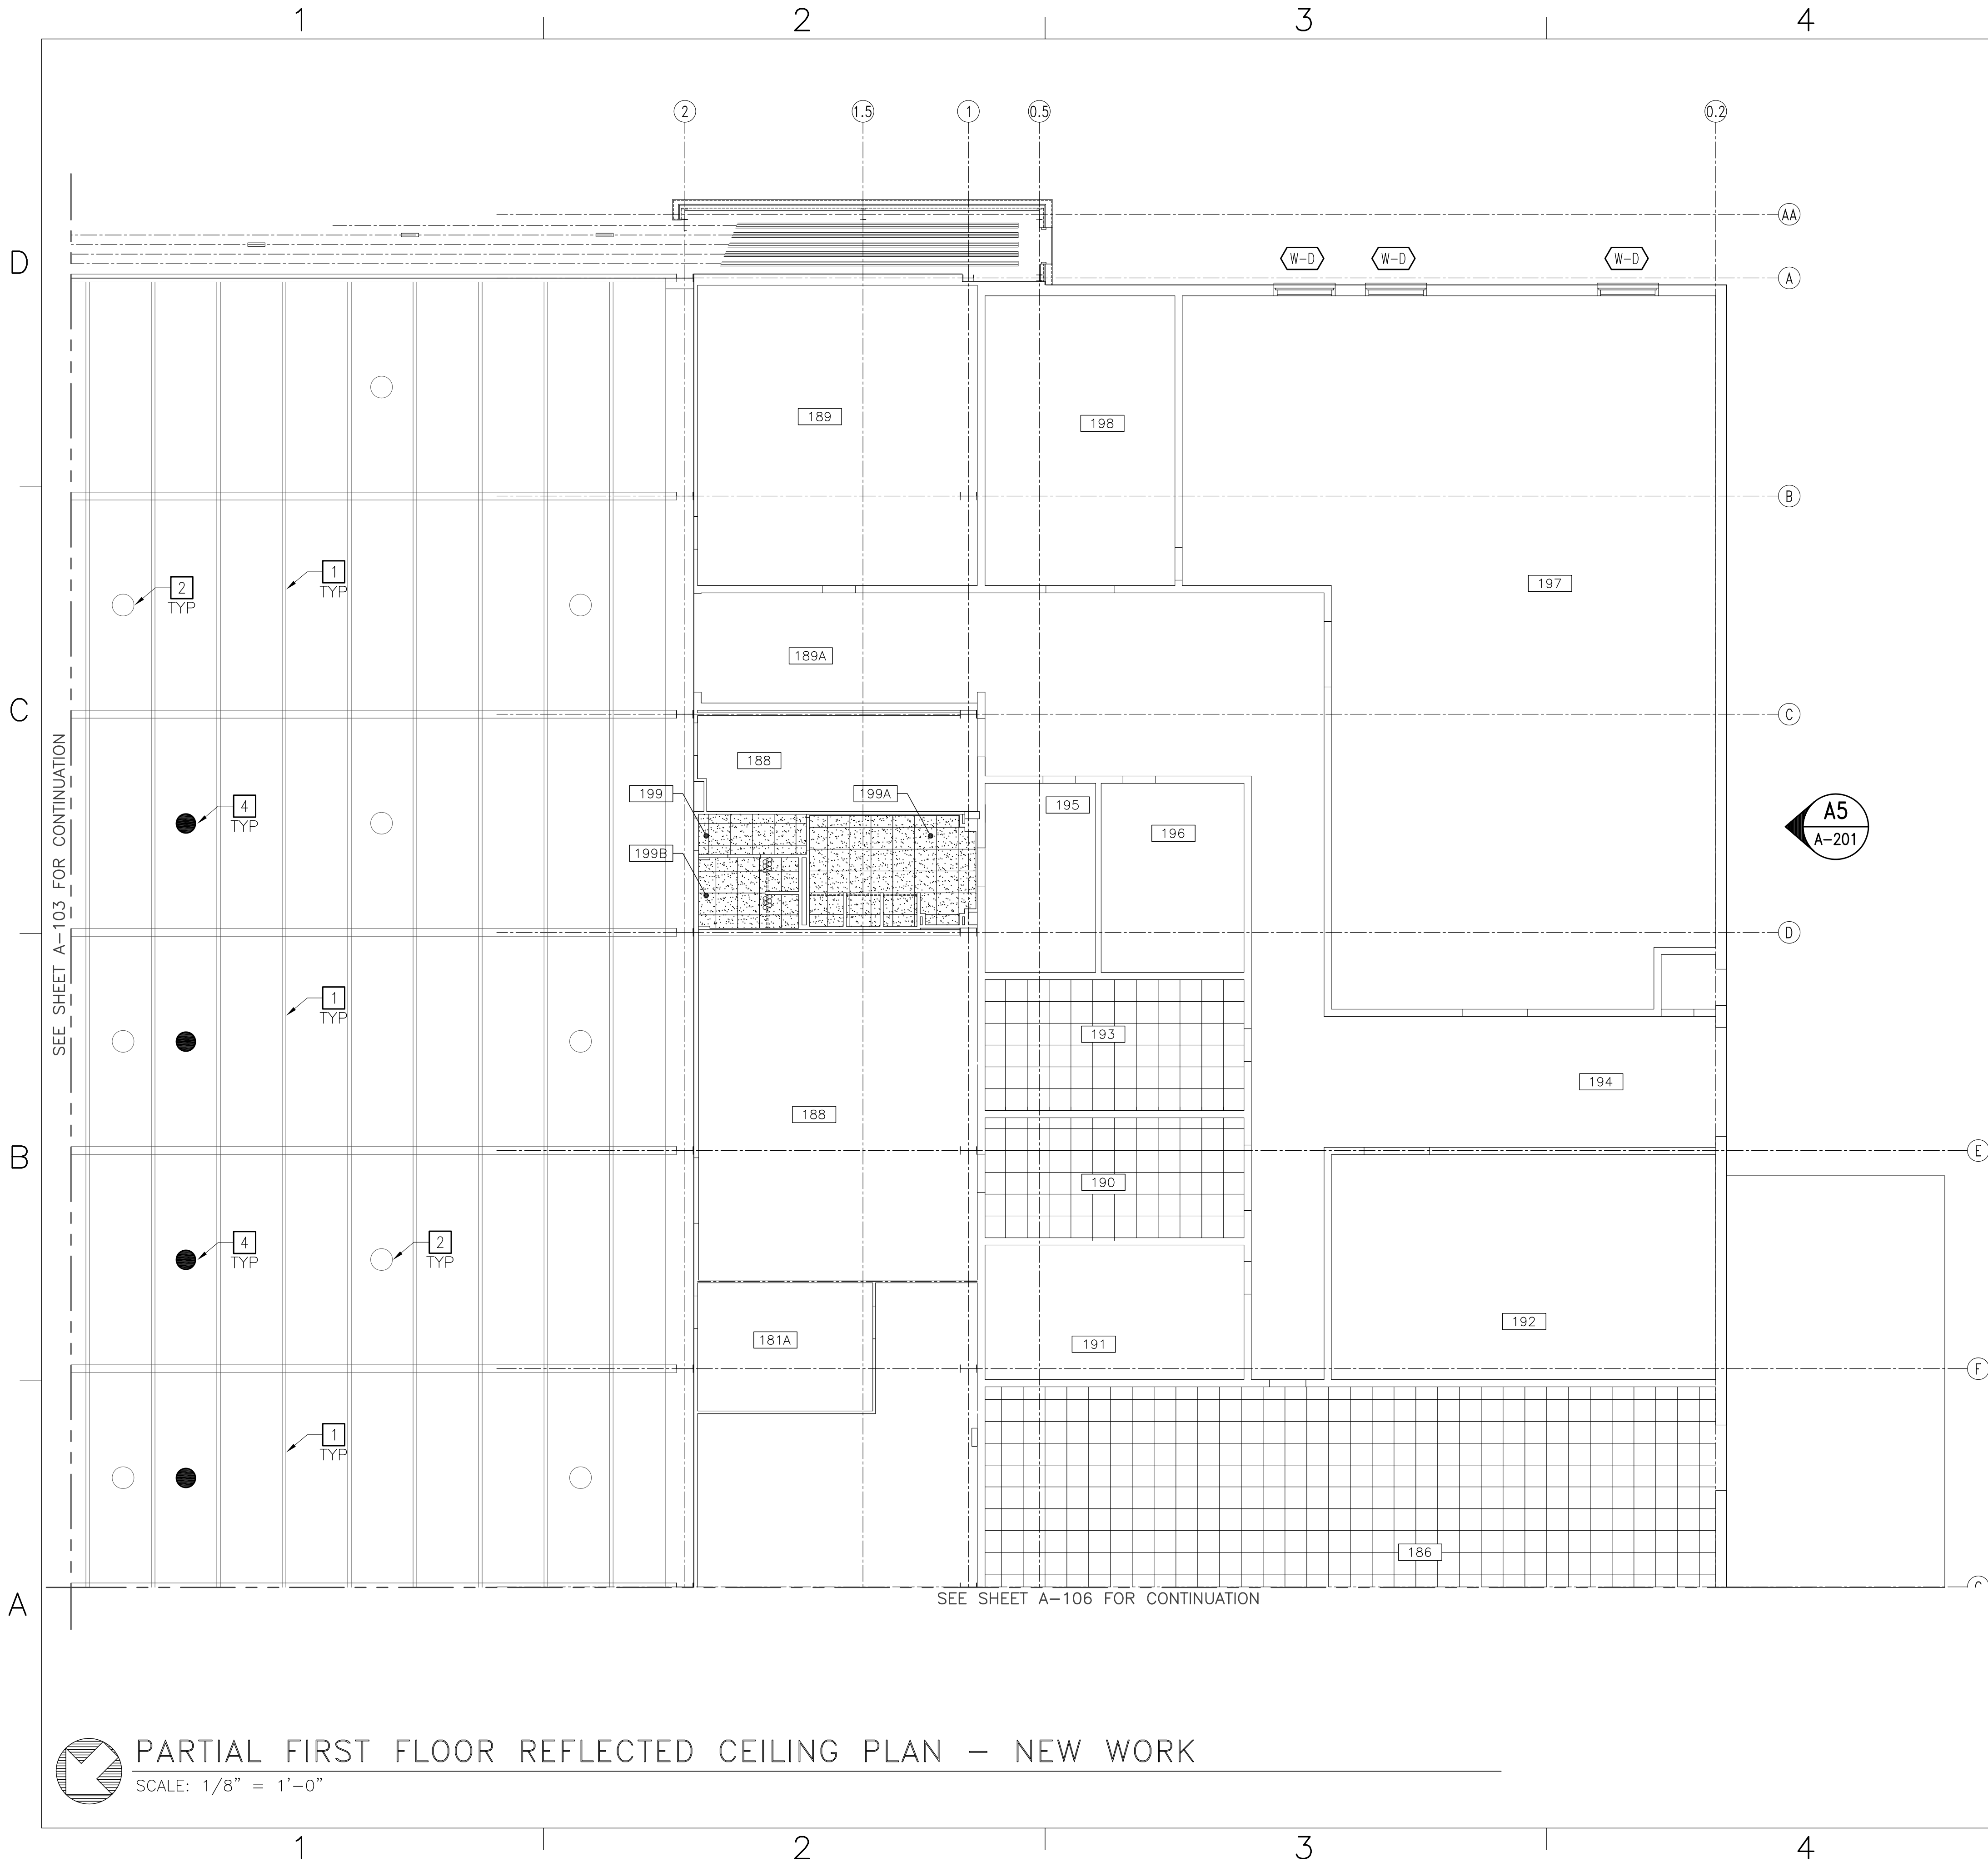 1 2 3 4
2 1.5 1 0.5 0.2
AA
D
W-D W-D W-D
A
189
198
B
2
TYP
1
TYP
197
189A
C
C
188
199
199A
195
4
TYP
196
A5
A-201
199B
SEE SHEET A-103 FOR CONTINUATION
D
1
TYP
193
194
188
B
E
190
4
TYP
2
TYP
192
181A
191
F
1
TYP
186
A
SEE SHEET A-106 FOR CONTINUATION
PARTIAL FIRST FLOOR REFLECTED CEILING PLAN - NEW WORK
SCALE: 1/8" = 1'-0"
1 2 3 4